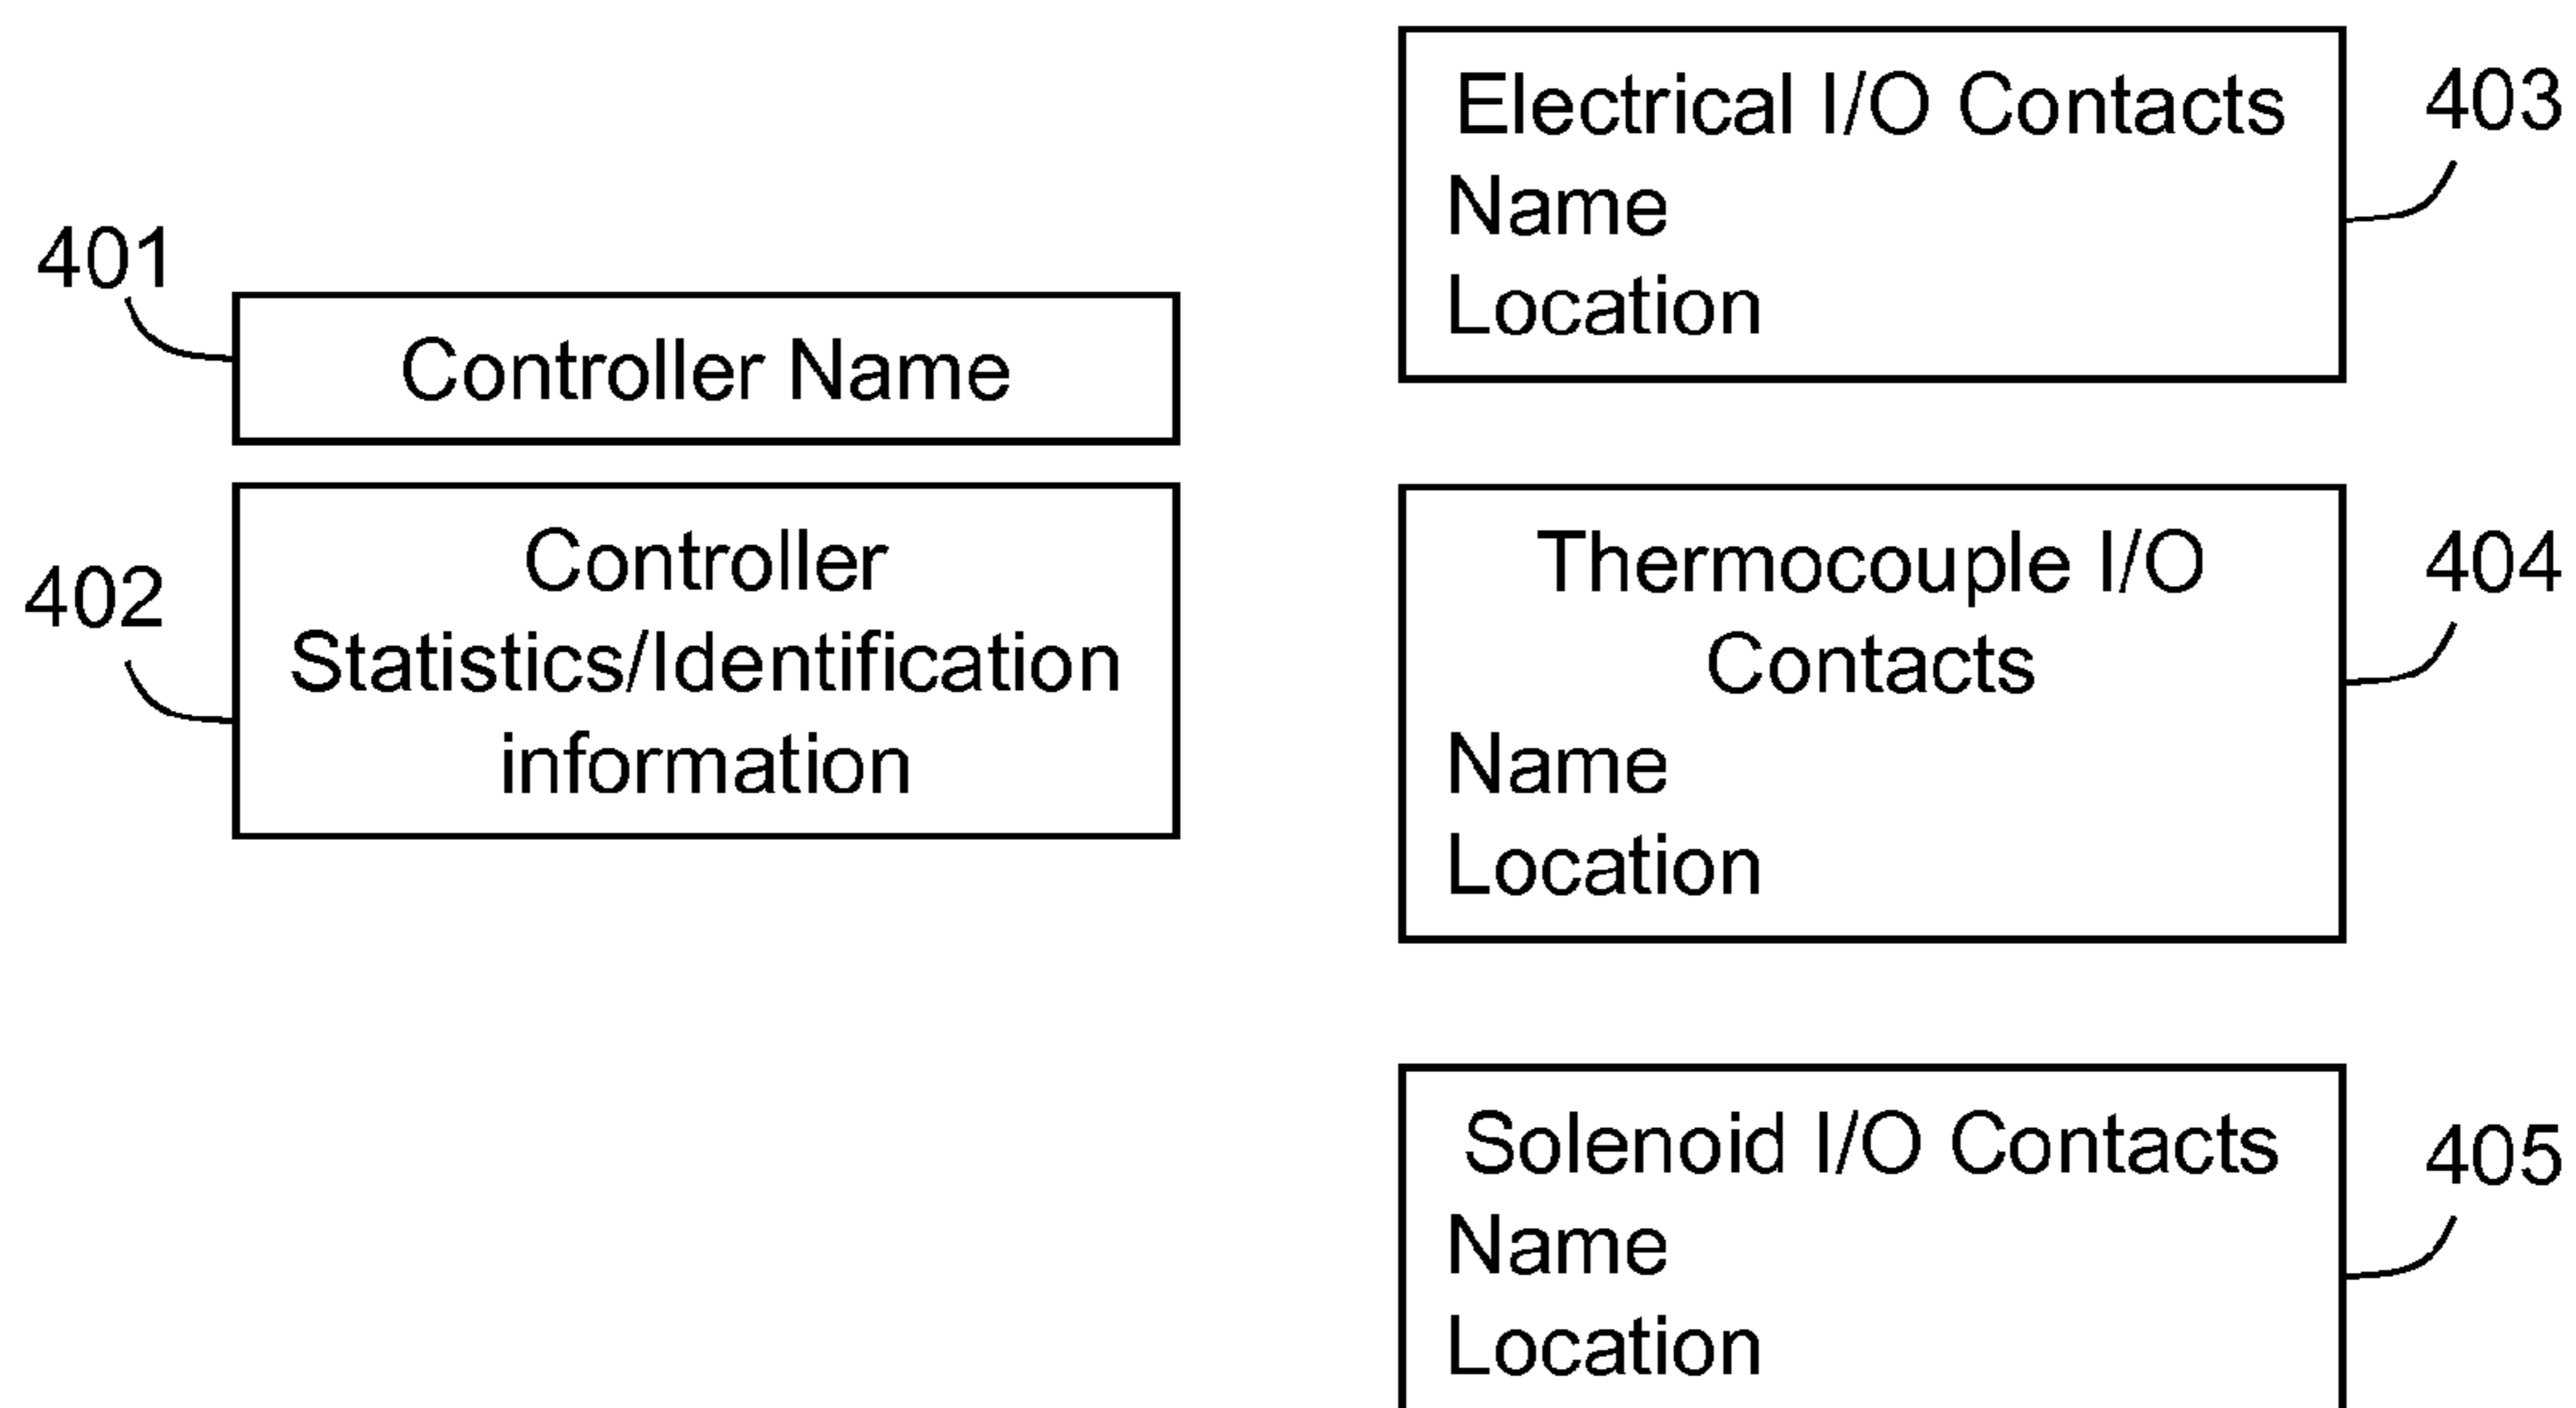 401
Controller Name
402
Controller
Statistics/Identification
information
Electrical I/O Contacts
Name
Location
403
Thermocouple I/O
Contacts
Name
Location
404
Solenoid I/O Contacts
Name
Location
405